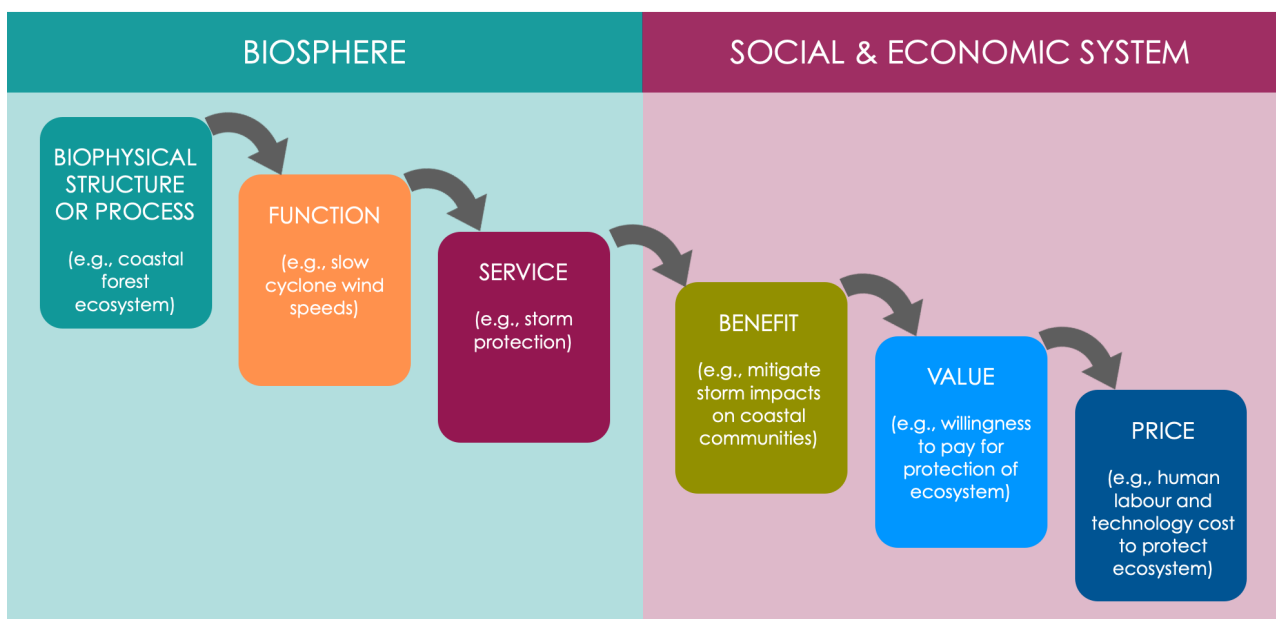 BIOSPHERE
SOCIAL & ECONOMIC SYSTEM
BIOPHYSICAL
STRUCTURE
OR PROCESS
(e.g., coastal
forest
ecosystem)
FUNCTION
(e.g., slow
cyclone wind
speeds)
SERVICE
(e.g., storm
protection)
BENEFIT
(e.g., mitigate
storm impacts
on coastal
communities)
VALUE
(e.g., willingness
to pay for
protection of
ecosystem)
PRICE
(e.g., human
labour and
technology cost
to protect
ecosystem)